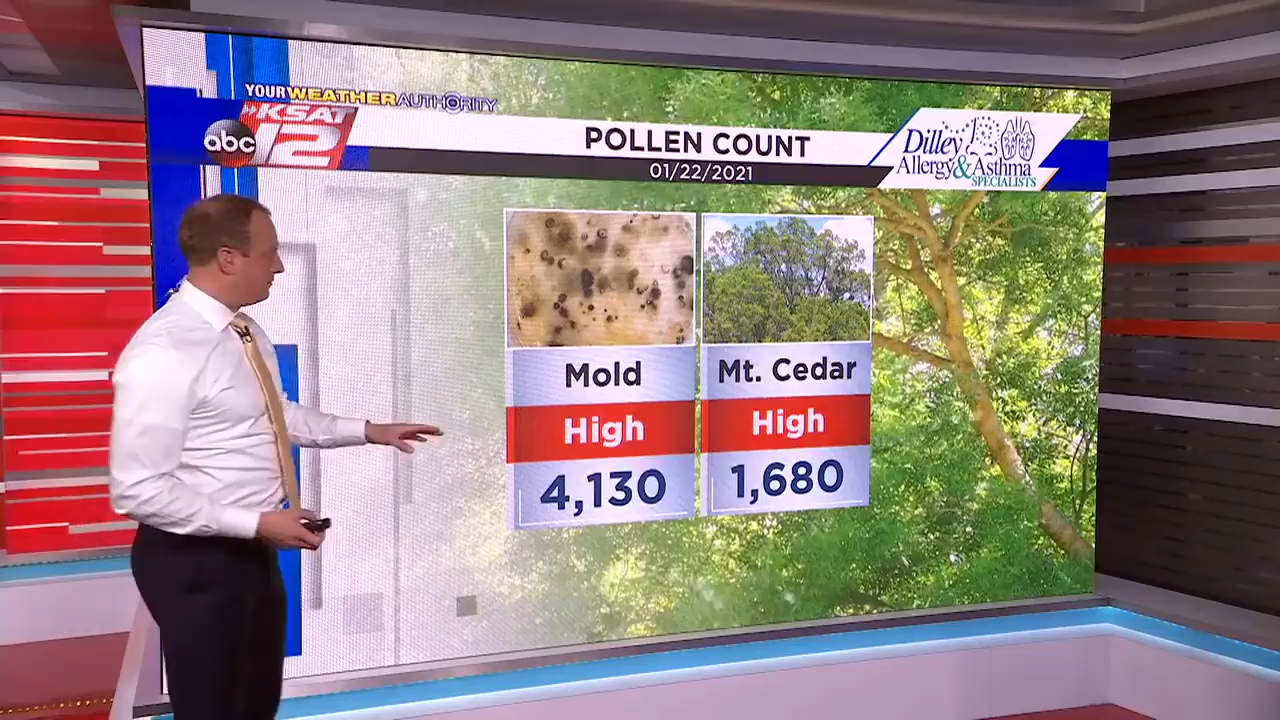 YOUR WEATHER AUTHORITY
KSAT
abc 12
POLLEN COUNT
01/22/2021
Dilley
Allergy & Asthma
SPECIALISTS
Mold
High
4,130
Mt. Cedar
High
1,680